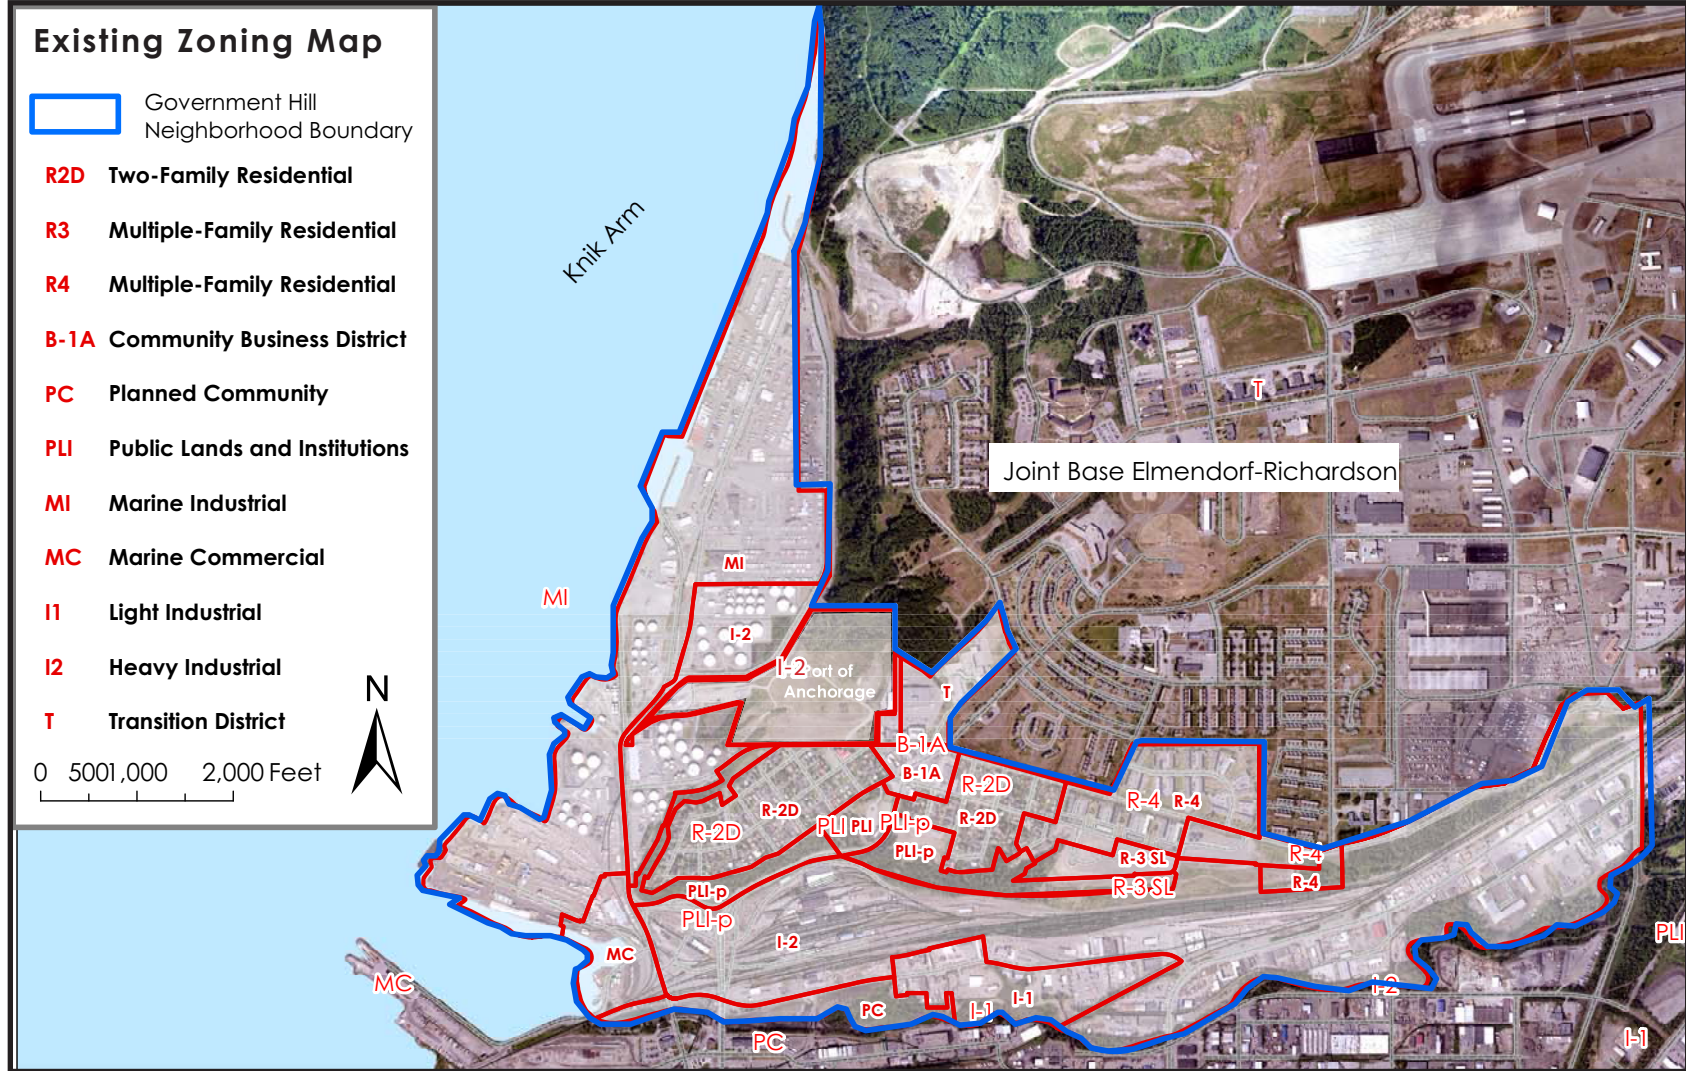 Existing Zoning Map
Government Hill
Neighborhood Boundary
R2D Two-Family Residential
R3 Multiple-Family Residential
R4 Multiple-Family Residential
B-1A Community Business District
PC Planned Community
PLI Public Lands and Institutions
MI Marine Industrial
MC Marine Commercial
I1 Light Industrial
I2 Heavy Industrial
T Transition District
N
0 500 1,000 2,000 Feet
Knik Arm
T
Joint Base Elmendorf-Richardson
MI
MI
I-2
I-2
Port of
Anchorage
T
B-1A
B-1A
R-2D
R-2D
R-2D
R-2D
R-4
R-4
PLI
PLI
PLI-p
PLI-p
R-3 SL
R-3 SL
R-4
R-4
PLI-p
PLI-p
I-2
MC
MC
PLI
I-2
I-1
I-1
PC
PC
I-1